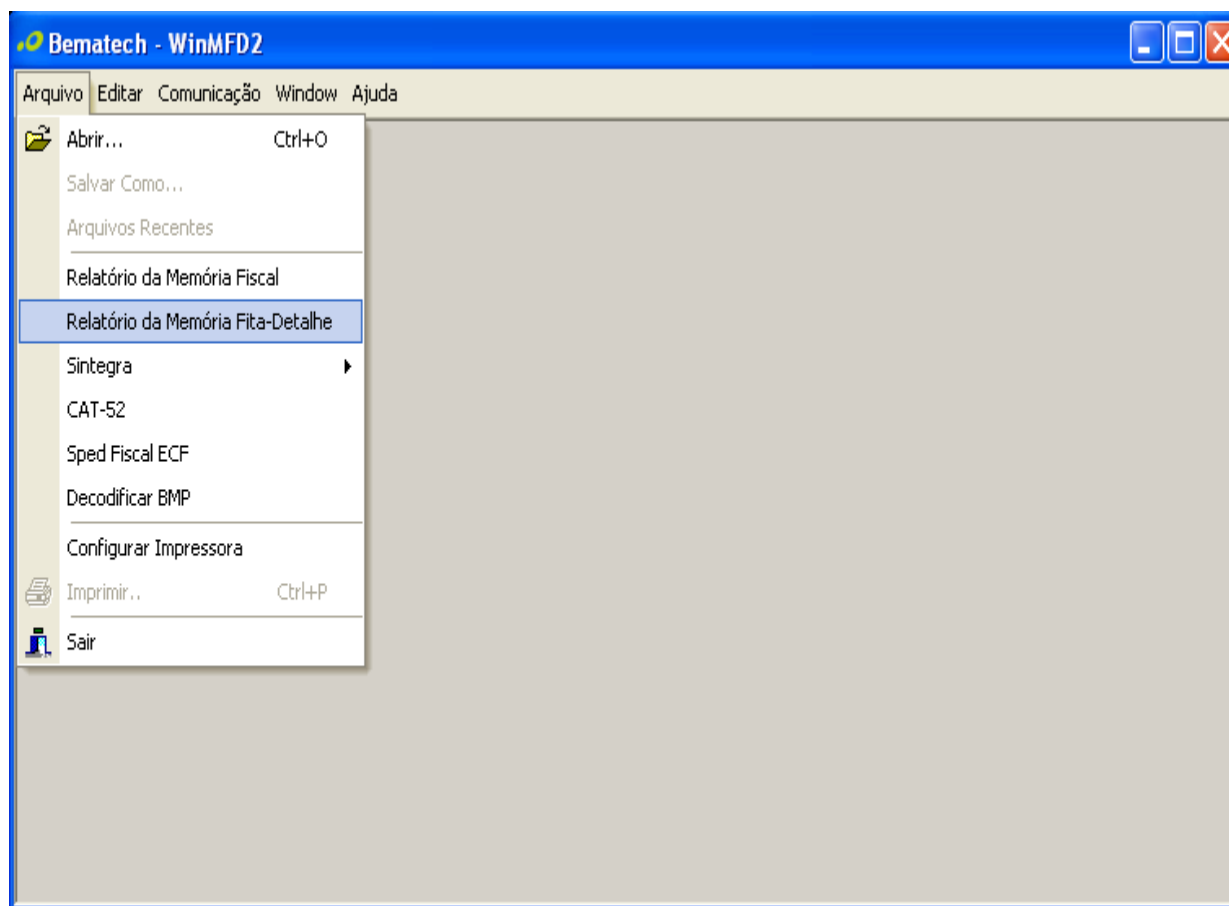 Bematech - WinMFD2
Arquivo Editar Comunicação Window Ajuda
Abrir... Ctrl+O
Salvar Como...
Arquivos Recentes
Relatório da Memória Fiscal
Relatório da Memória Fita-Detalhe
Sintegra
CAT-52
Sped Fiscal ECF
Decodificar BMP
Configurar Impressora
Imprimir.. Ctrl+P
Sair